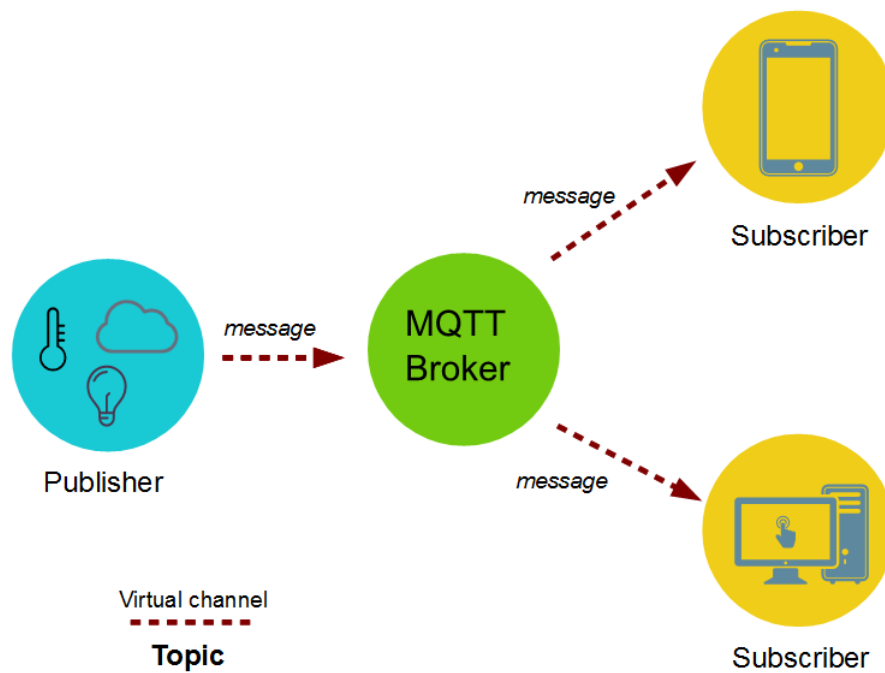 message
Subscriber
message
MQTT
Broker
Publisher
message
Virtual channel
Topic
Subscriber